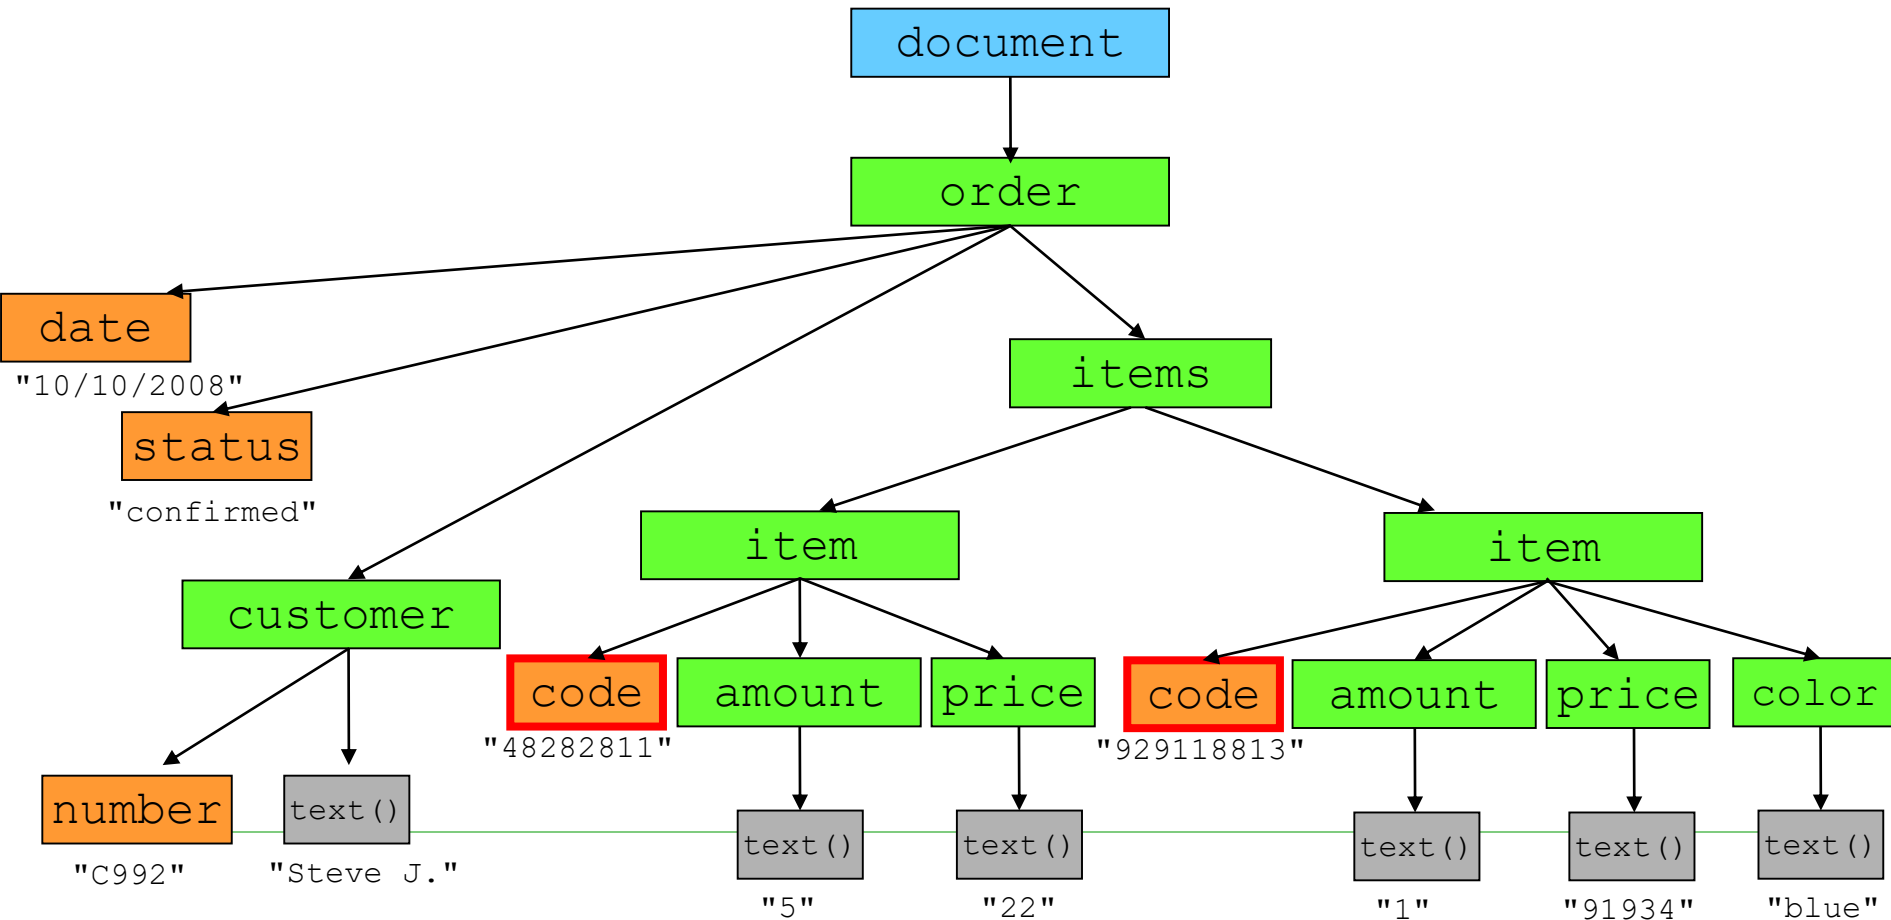 document
order
date
"10/10/2008"
items
status
"confirmed"
item
item
customer
code
amount
price
code
amount
price
color
"48282811"
"929118813"
number
text()
"C992"
"Steve J."
text()
text()
text()
text()
text()
"5"
"22"
"1"
"91934"
"blue"